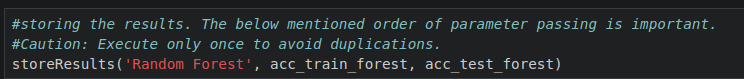 #storing the results. The below mentioned order of parameter passing is important.
#Caution: Execute only once to avoid duplications.
storeResults('Random Forest', acc_train_forest, acc_test_forest)